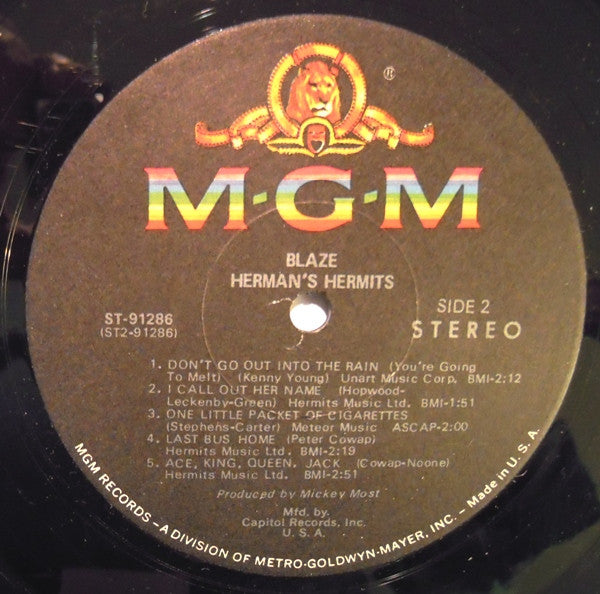 ®
M·G·M
BLAZE
HERMAN'S HERMITS
ST-91286
(ST2-91286)
SIDE 2
STEREO
1. DON'T GO OUT INTO THE RAIN (You're Going
To Melt) (Kenny Young) Unart Music Corp. BMI-2:12
2. I CALL OUT HER NAME (Hopwood-
Leckenby-Green) Hermits Music Ltd. BMI-1:51
3. ONE LITTLE PACKET OF CIGARETTES
(Stephens-Carter) Meteor Music ASCAP-2:00
4. LAST BUS HOME (Peter Cowap)
Hermits Music Ltd. BMI-2:19
5. ACE, KING, QUEEN, JACK (Cowap-Noone)
Hermits Music Ltd. BMI-2:51
Produced by Mickey Most
Mfd. by
Capitol Records, Inc.
U. S. A.
MGM RECORDS – A DIVISION OF METRO-GOLDWYN-MAYER, INC. – Made in U. S. A.